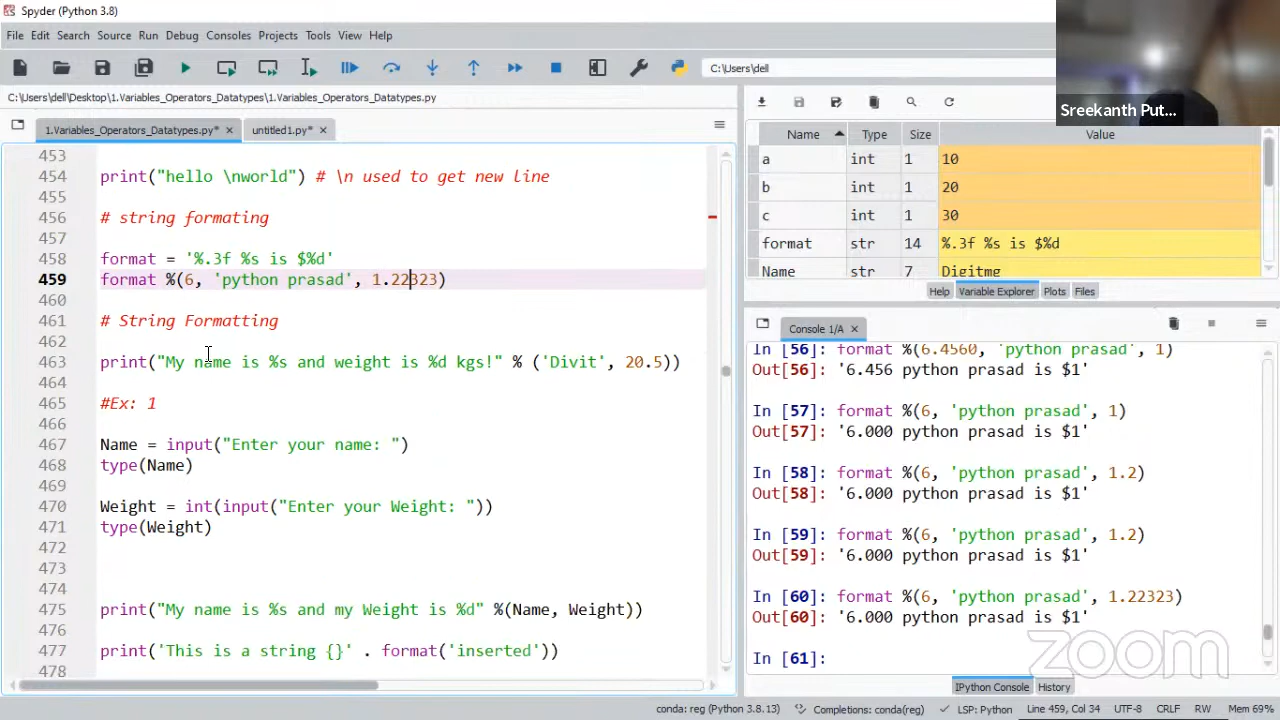 Spyder (Python 3.8)
File Edit Search Source Run Debug Consoles Projects Tools View Help
C:\Users\dell
Sreekanth Put...
C:\Users\dell\Desktop\1.Variables_Operators_Datatypes\1.Variables_Operators_Datatypes.py
1.Variables_Operators_Datatypes.py* untitled1.py*
453
454 print("hello \nworld") # \n used to get new line
455
456 # string formating
457
458 format = '%.3f %s is $%d'
459 format %(6, 'python prasad', 1.22323)
460
461 # String Formatting
462
463 print("My name is %s and weight is %d kgs!" % ('Divit', 20.5))
464
465 #Ex: 1
466
467 Name = input("Enter your name: ")
468 type(Name)
469
470 Weight = int(input("Enter your Weight: "))
471 type(Weight)
472
473
474
475 print("My name is %s and my Weight is %d" %(Name, Weight))
476
477 print('This is a string {}' . format('inserted'))
478
Name Type Size Value
a int 1 10
b int 1 20
c int 1 30
format str 14 %.3f %s is $%d
Name str 7 Digitmg
Help Variable Explorer Plots Files
Console 1/A
In [56]: format %(6.4560, 'python prasad', 1)
Out[56]: '6.456 python prasad is $1'
In [57]: format %(6, 'python prasad', 1)
Out[57]: '6.000 python prasad is $1'
In [58]: format %(6, 'python prasad', 1.2)
Out[58]: '6.000 python prasad is $1'
In [59]: format %(6, 'python prasad', 1.2)
Out[59]: '6.000 python prasad is $1'
In [60]: format %(6, 'python prasad', 1.22323)
Out[60]: '6.000 python prasad is $1'
In [61]:
zoom
IPython Console History
conda: reg (Python 3.8.13) Completions: conda(reg) LSP: Python Line 459, Col 34 UTF-8 CRLF RW Mem 69%